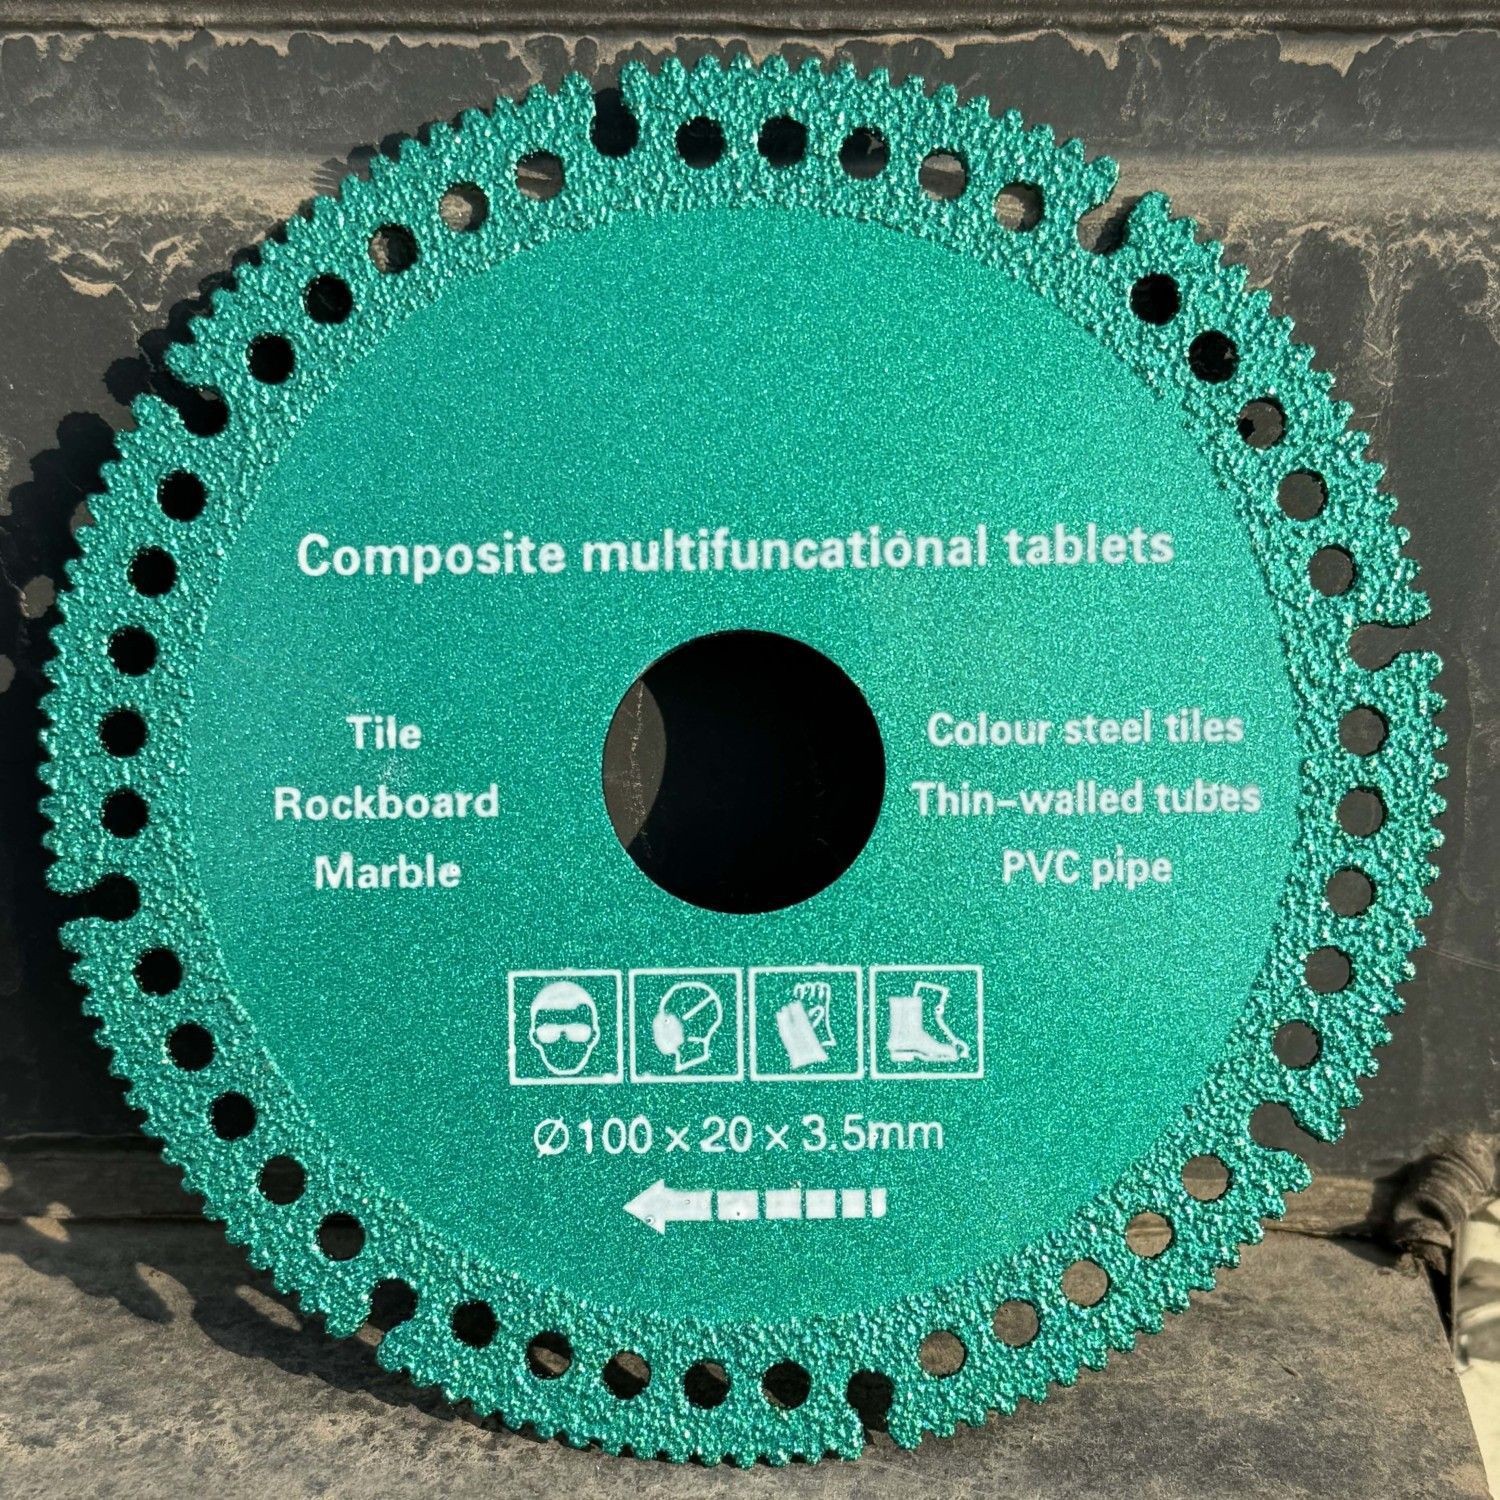 Composite multifuncational tablets
Tile
Rockboard
Marble
Colour steel tiles
Thin-walled tubes
PVC pipe
Ø100×20×3.5mm